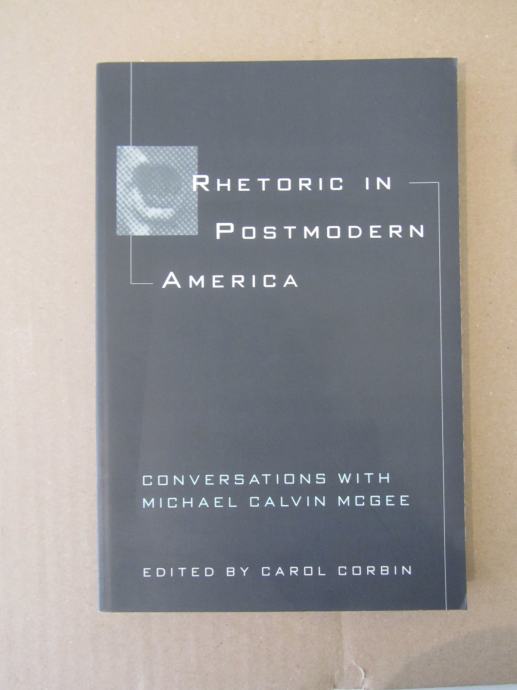 RHETORIC IN
POSTMODERN
AMERICA
CONVERSATIONS WITH
MICHAEL CALVIN MCGEE
EDITED BY CAROL CORBIN